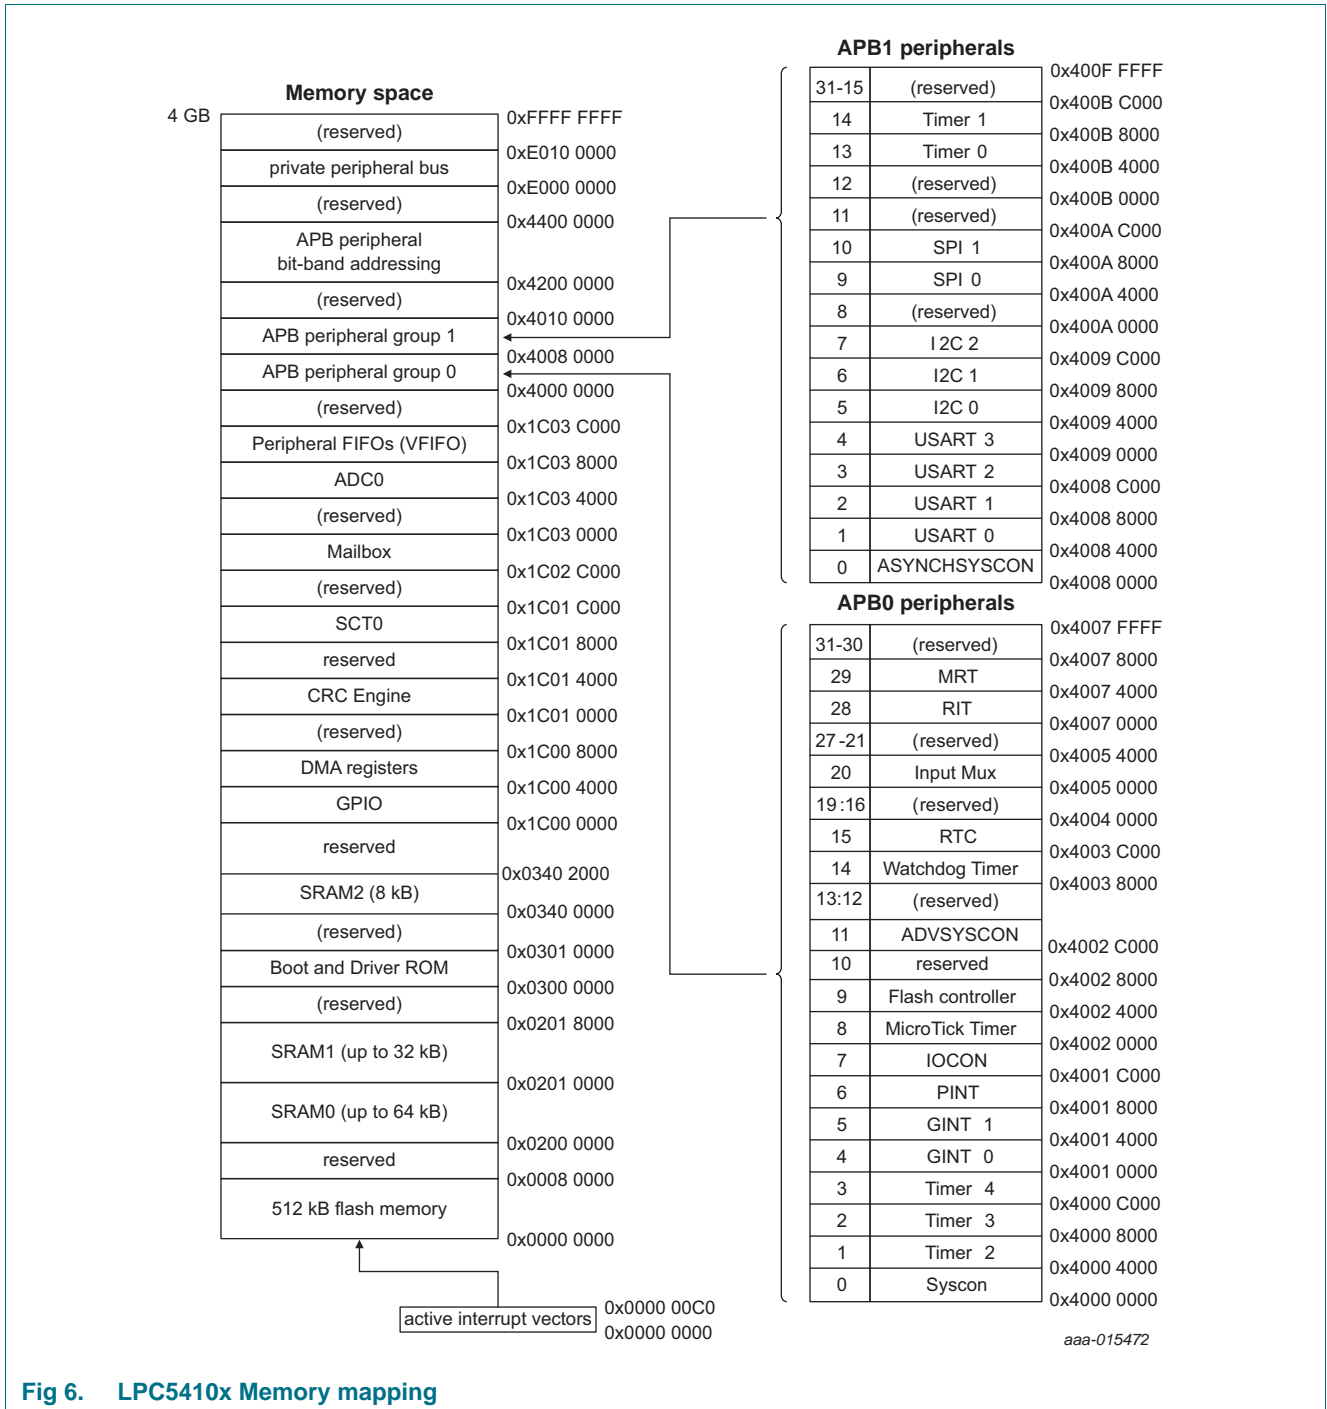 Memory space
4 GB
0xFFFF FFFF
(reserved)
0xE010 0000
private peripheral bus
0xE000 0000
(reserved)
0x4400 0000
APB peripheral
bit-band addressing
0x4200 0000
(reserved)
0x4010 0000
APB peripheral group 1
0x4008 0000
APB peripheral group 0
0x4000 0000
(reserved)
0x1C03 C000
Peripheral FIFOs (VFIFO)
0x1C03 8000
ADC0
0x1C03 4000
(reserved)
0x1C03 0000
Mailbox
0x1C02 C000
(reserved)
0x1C01 C000
SCT0
0x1C01 8000
reserved
0x1C01 4000
CRC Engine
0x1C01 0000
(reserved)
0x1C00 8000
DMA registers
0x1C00 4000
GPIO
0x1C00 0000
reserved
0x0340 2000
SRAM2 (8 kB)
0x0340 0000
(reserved)
0x0301 0000
Boot and Driver ROM
0x0300 0000
(reserved)
0x0201 8000
SRAM1 (up to 32 kB)
0x0201 0000
SRAM0 (up to 64 kB)
0x0200 0000
reserved
0x0008 0000
512 kB flash memory
0x0000 0000
active interrupt vectors
0x0000 00C0
0x0000 0000
APB1 peripherals
0x400F FFFF
31-15 (reserved)
0x400B C000
14 Timer 1
0x400B 8000
13 Timer 0
0x400B 4000
12 (reserved)
0x400B 0000
11 (reserved)
0x400A C000
10 SPI 1
0x400A 8000
9 SPI 0
0x400A 4000
8 (reserved)
0x400A 0000
7 I2C 2
0x4009 C000
6 I2C 1
0x4009 8000
5 I2C 0
0x4009 4000
4 USART 3
0x4009 0000
3 USART 2
0x4008 C000
2 USART 1
0x4008 8000
1 USART 0
0x4008 4000
0 ASYNCHSYSCON
0x4008 0000
APB0 peripherals
0x4007 FFFF
31-30 (reserved)
0x4007 8000
29 MRT
0x4007 4000
28 RIT
0x4007 0000
27-21 (reserved)
0x4005 4000
20 Input Mux
0x4005 0000
19:16 (reserved)
0x4004 0000
15 RTC
0x4003 C000
14 Watchdog Timer
0x4003 8000
13:12 (reserved)
11 ADVSYSCON
0x4002 C000
10 reserved
0x4002 8000
9 Flash controller
0x4002 4000
8 MicroTick Timer
0x4002 0000
7 IOCON
0x4001 C000
6 PINT
0x4001 8000
5 GINT 1
0x4001 4000
4 GINT 0
0x4001 0000
3 Timer 4
0x4000 C000
2 Timer 3
0x4000 8000
1 Timer 2
0x4000 4000
0 Syscon
0x4000 0000
aaa-015472
Fig 6. LPC5410x Memory mapping